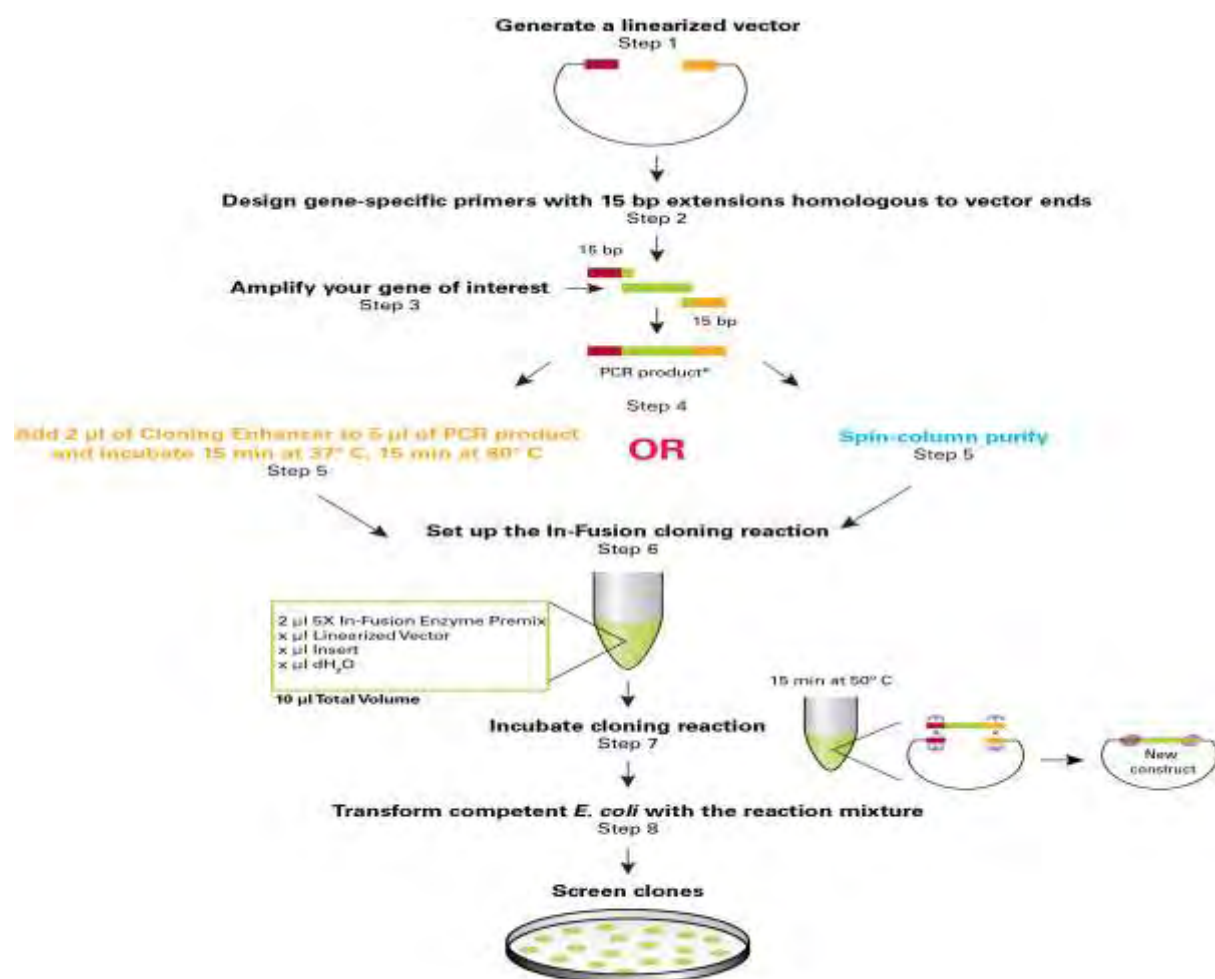 Generate a linearized vector
Step 1
Design gene-specific primers with 15 bp extensions homologous to vector ends
Step 2
15 bp
Amplify your gene of interest
Step 3
15 bp
PCR product*
Step 4
Add 2 µl of Cloning Enhancer to 5 µl of PCR product
and incubate 15 min at 37° C, 15 min at 80° C
Step 5
OR
Spin-column purify
Step 5
Set up the In-Fusion cloning reaction
Step 6
2 µl 5X In-Fusion Enzyme Premix
x µl Linearized Vector
x µl Insert
x µl dH₂O
10 µl Total Volume
15 min at 50° C
Incubate cloning reaction
Step 7
New
construct
Transform competent E. coli with the reaction mixture
Step 8
Screen clones